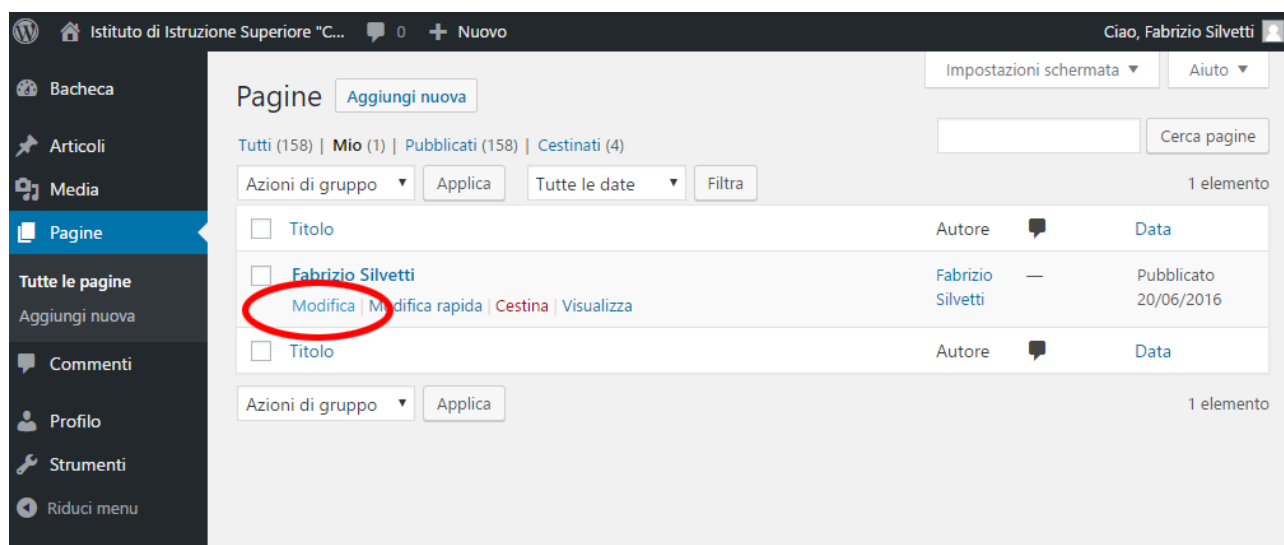 Istituto di Istruzione Superiore "C... 0 + Nuovo Ciao, Fabrizio Silvetti
Bacheca
Articoli
Media
Pagine
Tutte le pagine
Aggiungi nuova
Commenti
Profilo
Strumenti
Riduci menu
Impostazioni schermata ▼ Aiuto ▼
Pagine Aggiungi nuova
Tutti (158) | Mio (1) | Pubblicati (158) | Cestinati (4) Cerca pagine
Azioni di gruppo ▼ Applica Tutte le date ▼ Filtra 1 elemento
Titolo Autore Data
Fabrizio Silvetti Fabrizio Silvetti — Pubblicato 20/06/2016
Modifica | Modifica rapida | Cestina | Visualizza
Titolo Autore Data
Azioni di gruppo ▼ Applica 1 elemento